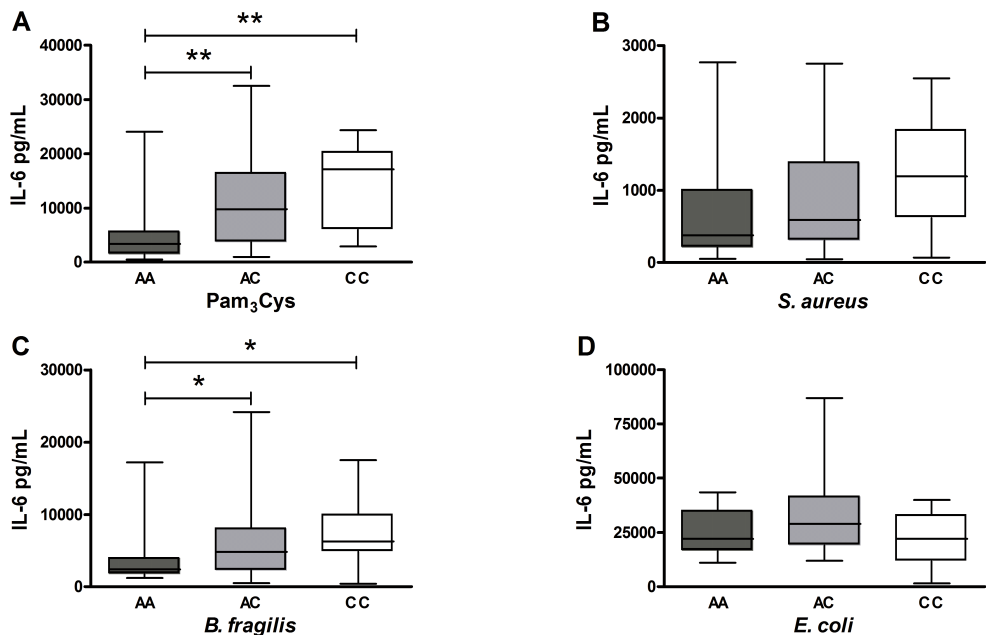 A
**
**
40000
30000
20000
10000
0
IL-6 pg/mL
AA AC CC
Pam₃Cys
B
3000
2000
1000
0
IL-6 pg/mL
AA AC CC
S. aureus
C
*
*
30000
20000
10000
0
IL-6 pg/mL
AA AC CC
B. fragilis
D
100000
75000
50000
25000
0
IL-6 pg/mL
AA AC CC
E. coli